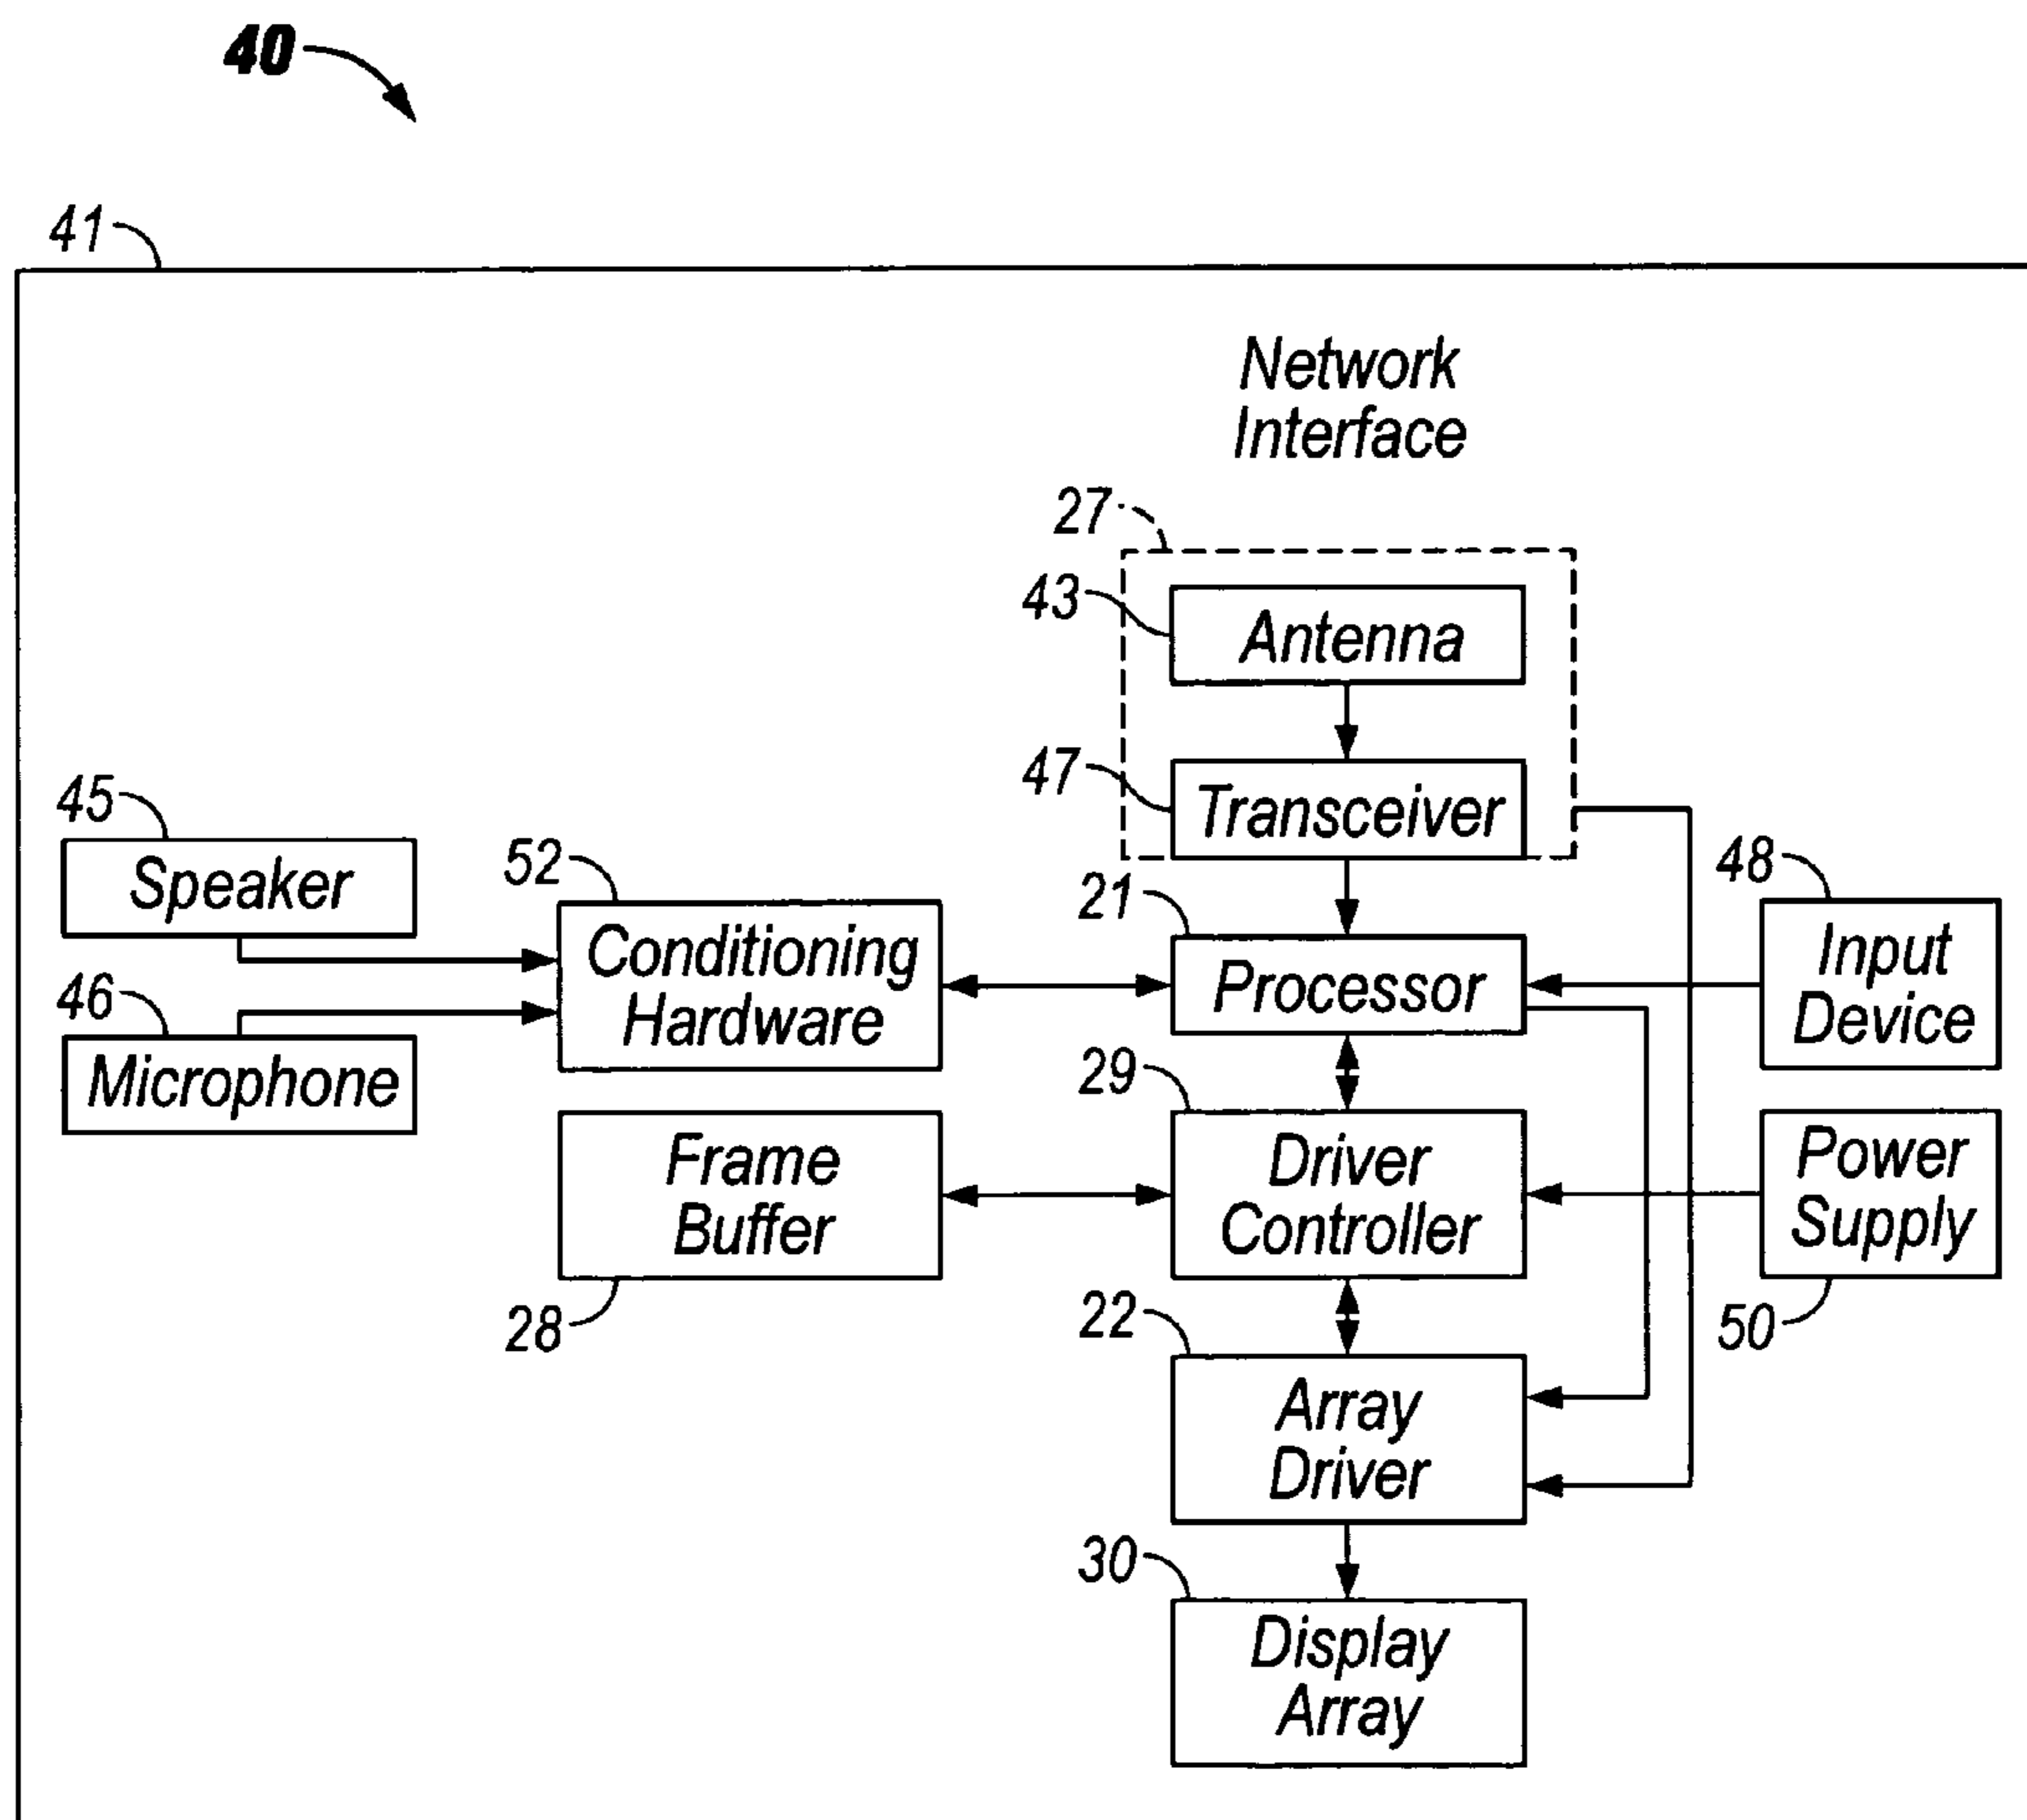 40
41
Network
Interface
27
43
Antenna
47
Transceiver
45
Speaker
52
Conditioning
Hardware
21
Processor
48
Input
Device
46
Microphone
29
Driver
Controller
Frame
Buffer
28
Power
Supply
50
22
Array
Driver
30
Display
Array